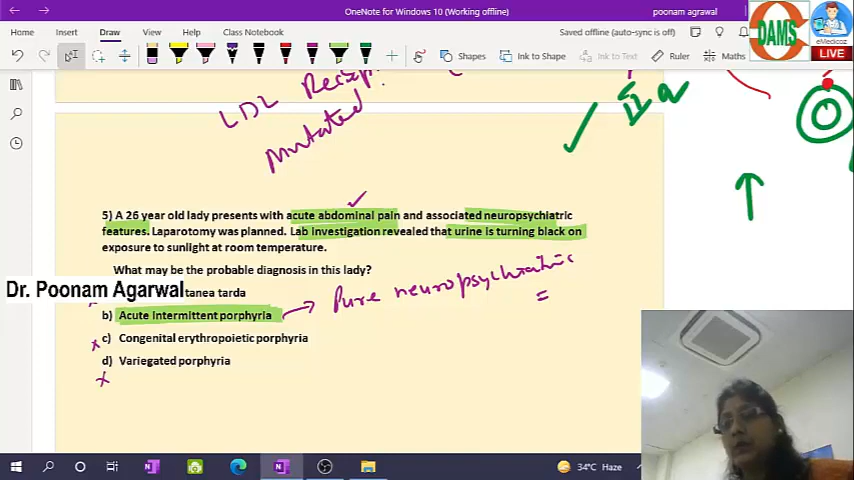 OneNote for Windows 10 (Working offline)
poonam agrawal
Home Insert Draw View Help Class Notebook
Saved offline (auto-sync is off)
Shapes Ink to Shape Ink to Text Ruler Maths
DAMS
eMedicoz
LIVE
LDL Recep
mutated
II a
5) A 26 year old lady presents with acute abdominal pain and associated neuropsychiatric
features. Laparotomy was planned. Lab investigation revealed that urine is turning black on
exposure to sunlight at room temperature.
What may be the probable diagnosis in this lady?
Dr. Poonam Agarwal
tanea tarda
b) Acute intermittent porphyria → Pure neuropsychiatric
c) Congenital erythropoietic porphyria
d) Variegated porphyria
34°C Haze